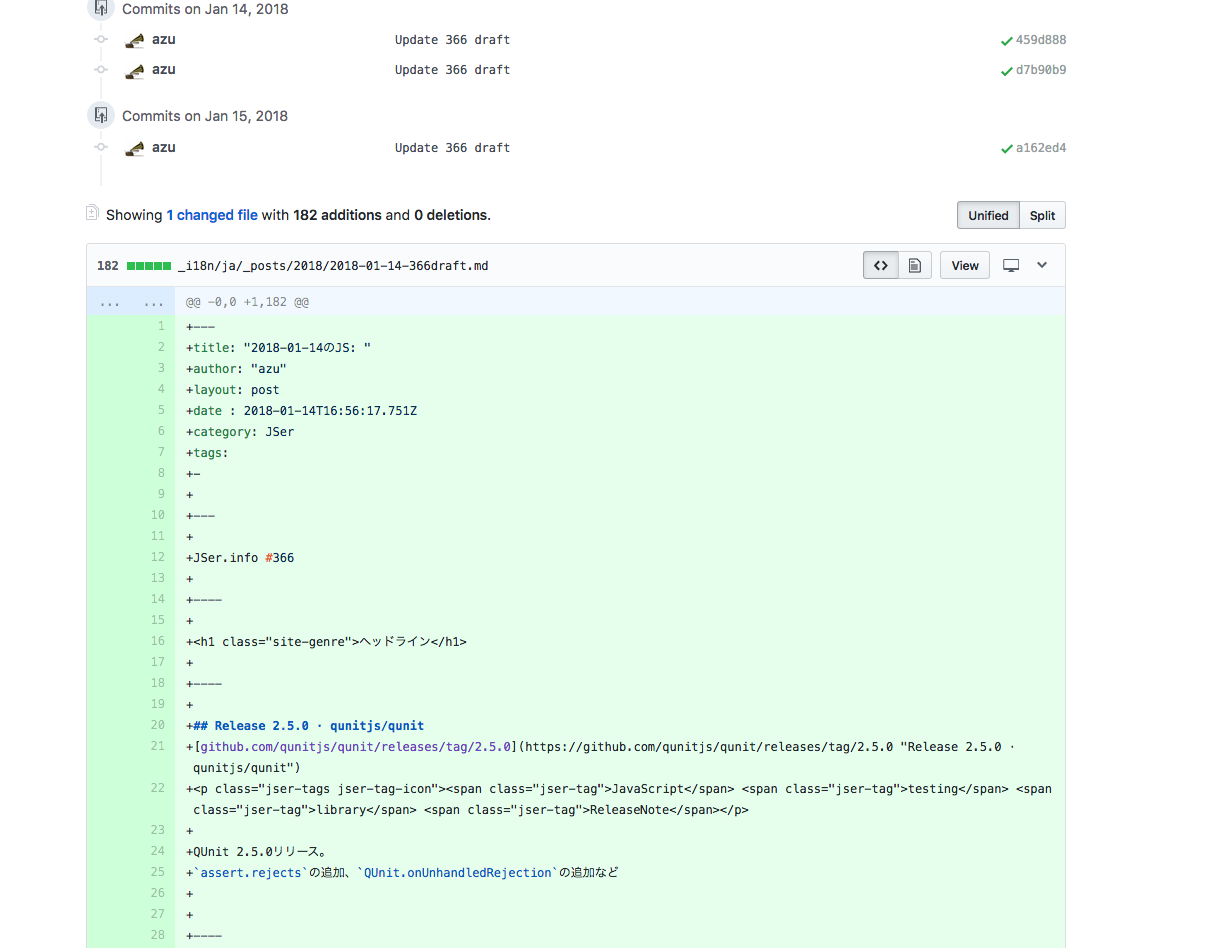 Commits on Jan 14, 2018
azu Update 366 draft 459d888
azu Update 366 draft d7b90b9
Commits on Jan 15, 2018
azu Update 366 draft a162ed4
Showing 1 changed file with 182 additions and 0 deletions.
Unified Split
182 _i18n/ja/_posts/2018/2018-01-14-366draft.md View
... ... @@ -0,0 +1,182 @@
1 +---
2 +title: "2018-01-14のJS: "
3 +author: "azu"
4 +layout: post
5 +date : 2018-01-14T16:56:17.751Z
6 +category: JSer
7 +tags:
8 +-
9 +
10 +---
11 +
12 +JSer.info #366
13 +
14 +----
15 +
16 +<h1 class="site-genre">ヘッドライン</h1>
17 +
18 +----
19 +
20 +## Release 2.5.0 · qunitjs/qunit
21 +[github.com/qunitjs/qunit/releases/tag/2.5.0](https://github.com/qunitjs/qunit/releases/tag/2.5.0 "Release 2.5.0 ·
qunitjs/qunit")
22 +<p class="jser-tags jser-tag-icon"><span class="jser-tag">JavaScript</span> <span class="jser-tag">testing</span> <span
class="jser-tag">library</span> <span class="jser-tag">ReleaseNote</span></p>
23 +
24 +QUnit 2.5.0リリース。
25 +`assert.rejects`の追加、`QUnit.onUnhandledRejection`の追加など
26 +
27 +
28 +----